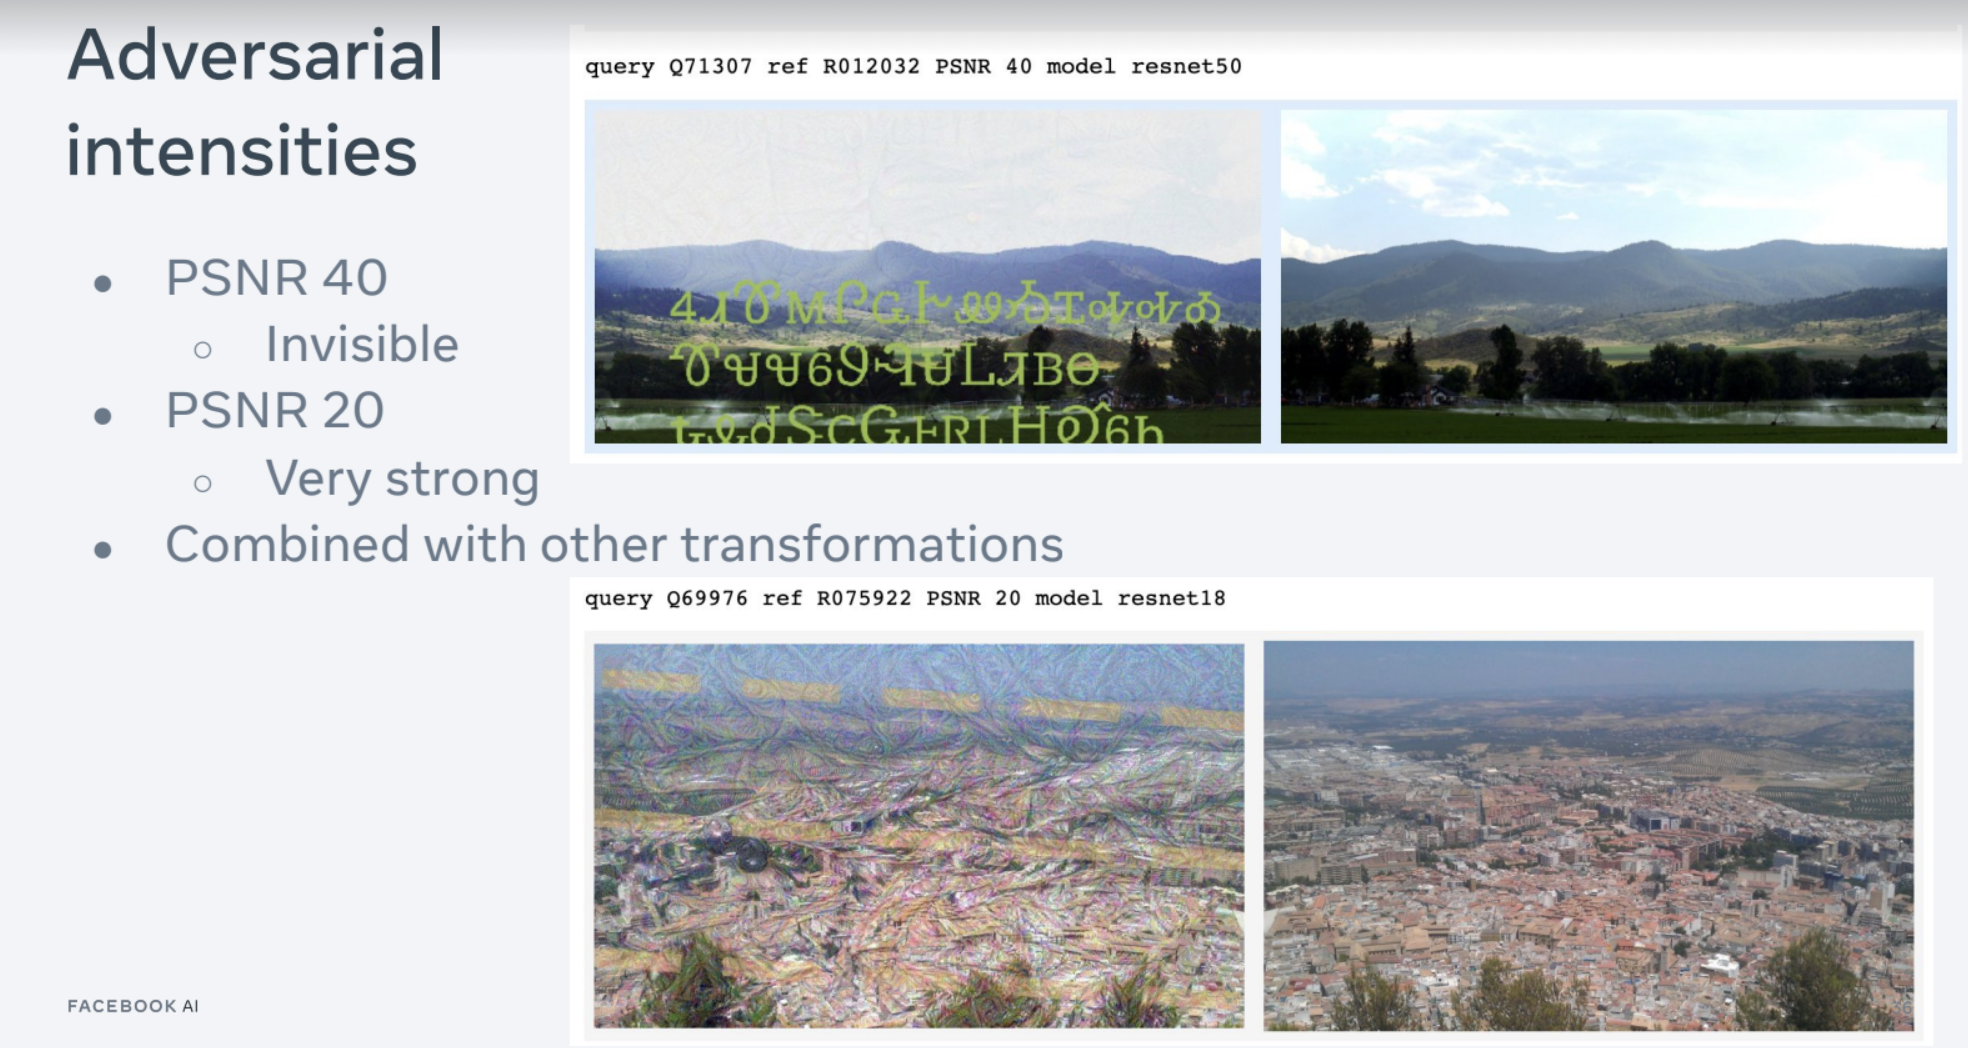 Adversarial
intensities
query Q71307 ref R012032 PSNR 40 model resnet50
PSNR 40
Invisible
PSNR 20
Very strong
Combined with other transformations
query Q69976 ref R075922 PSNR 20 model resnet18
FACEBOOK AI